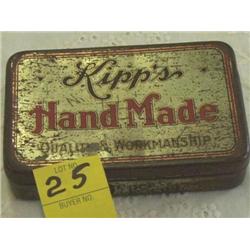 Kipp's
Hand Made
QUALITY & WORKMANSHIP
LOT NO.
25
BUYER NO.